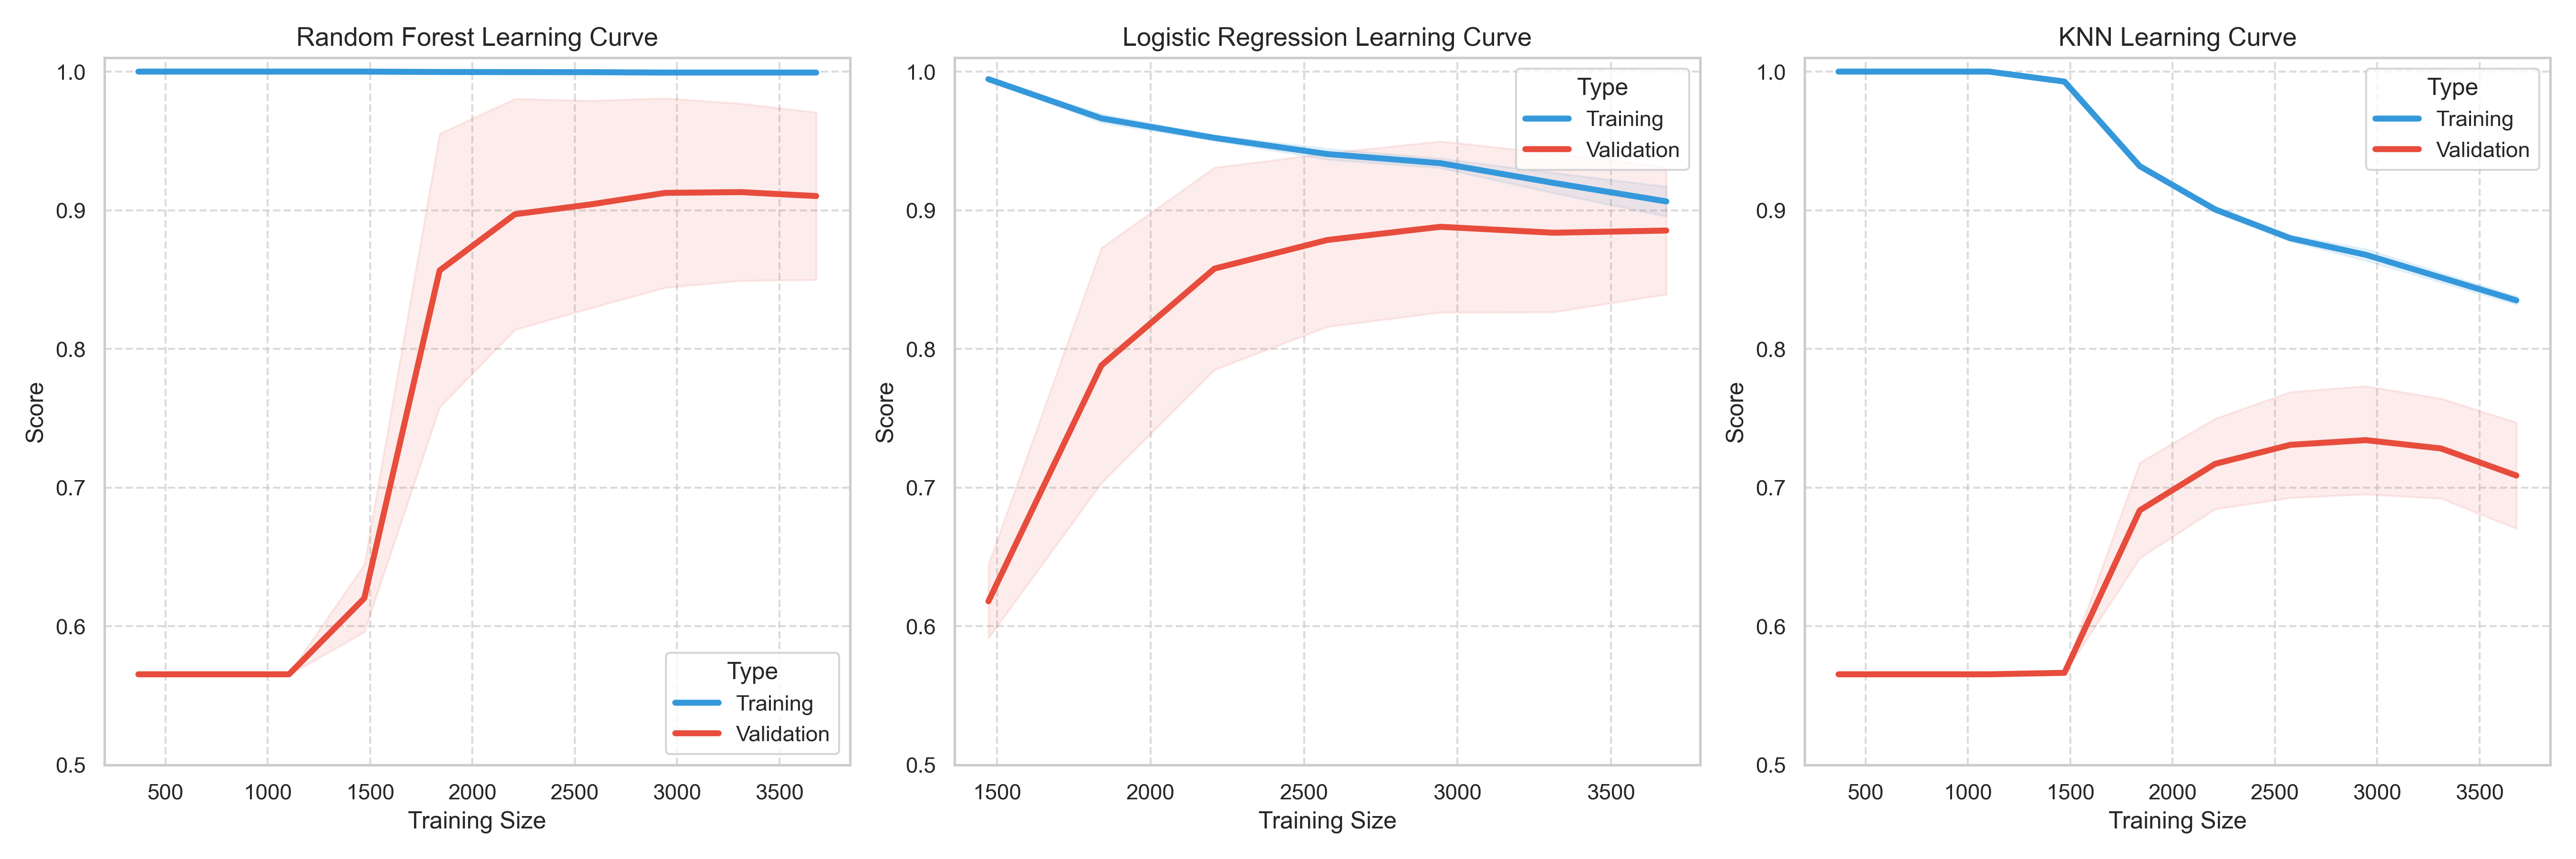 Random Forest Learning Curve
1.0
0.9
0.8
0.7
0.6
0.5
Score
500 1000 1500 2000 2500 3000 3500
Training Size
Type
Training
Validation
Logistic Regression Learning Curve
1.0
0.9
0.8
0.7
0.6
0.5
Score
1500 2000 2500 3000 3500
Training Size
Type
Training
Validation
KNN Learning Curve
1.0
0.9
0.8
0.7
0.6
0.5
Score
500 1000 1500 2000 2500 3000 3500
Training Size
Type
Training
Validation